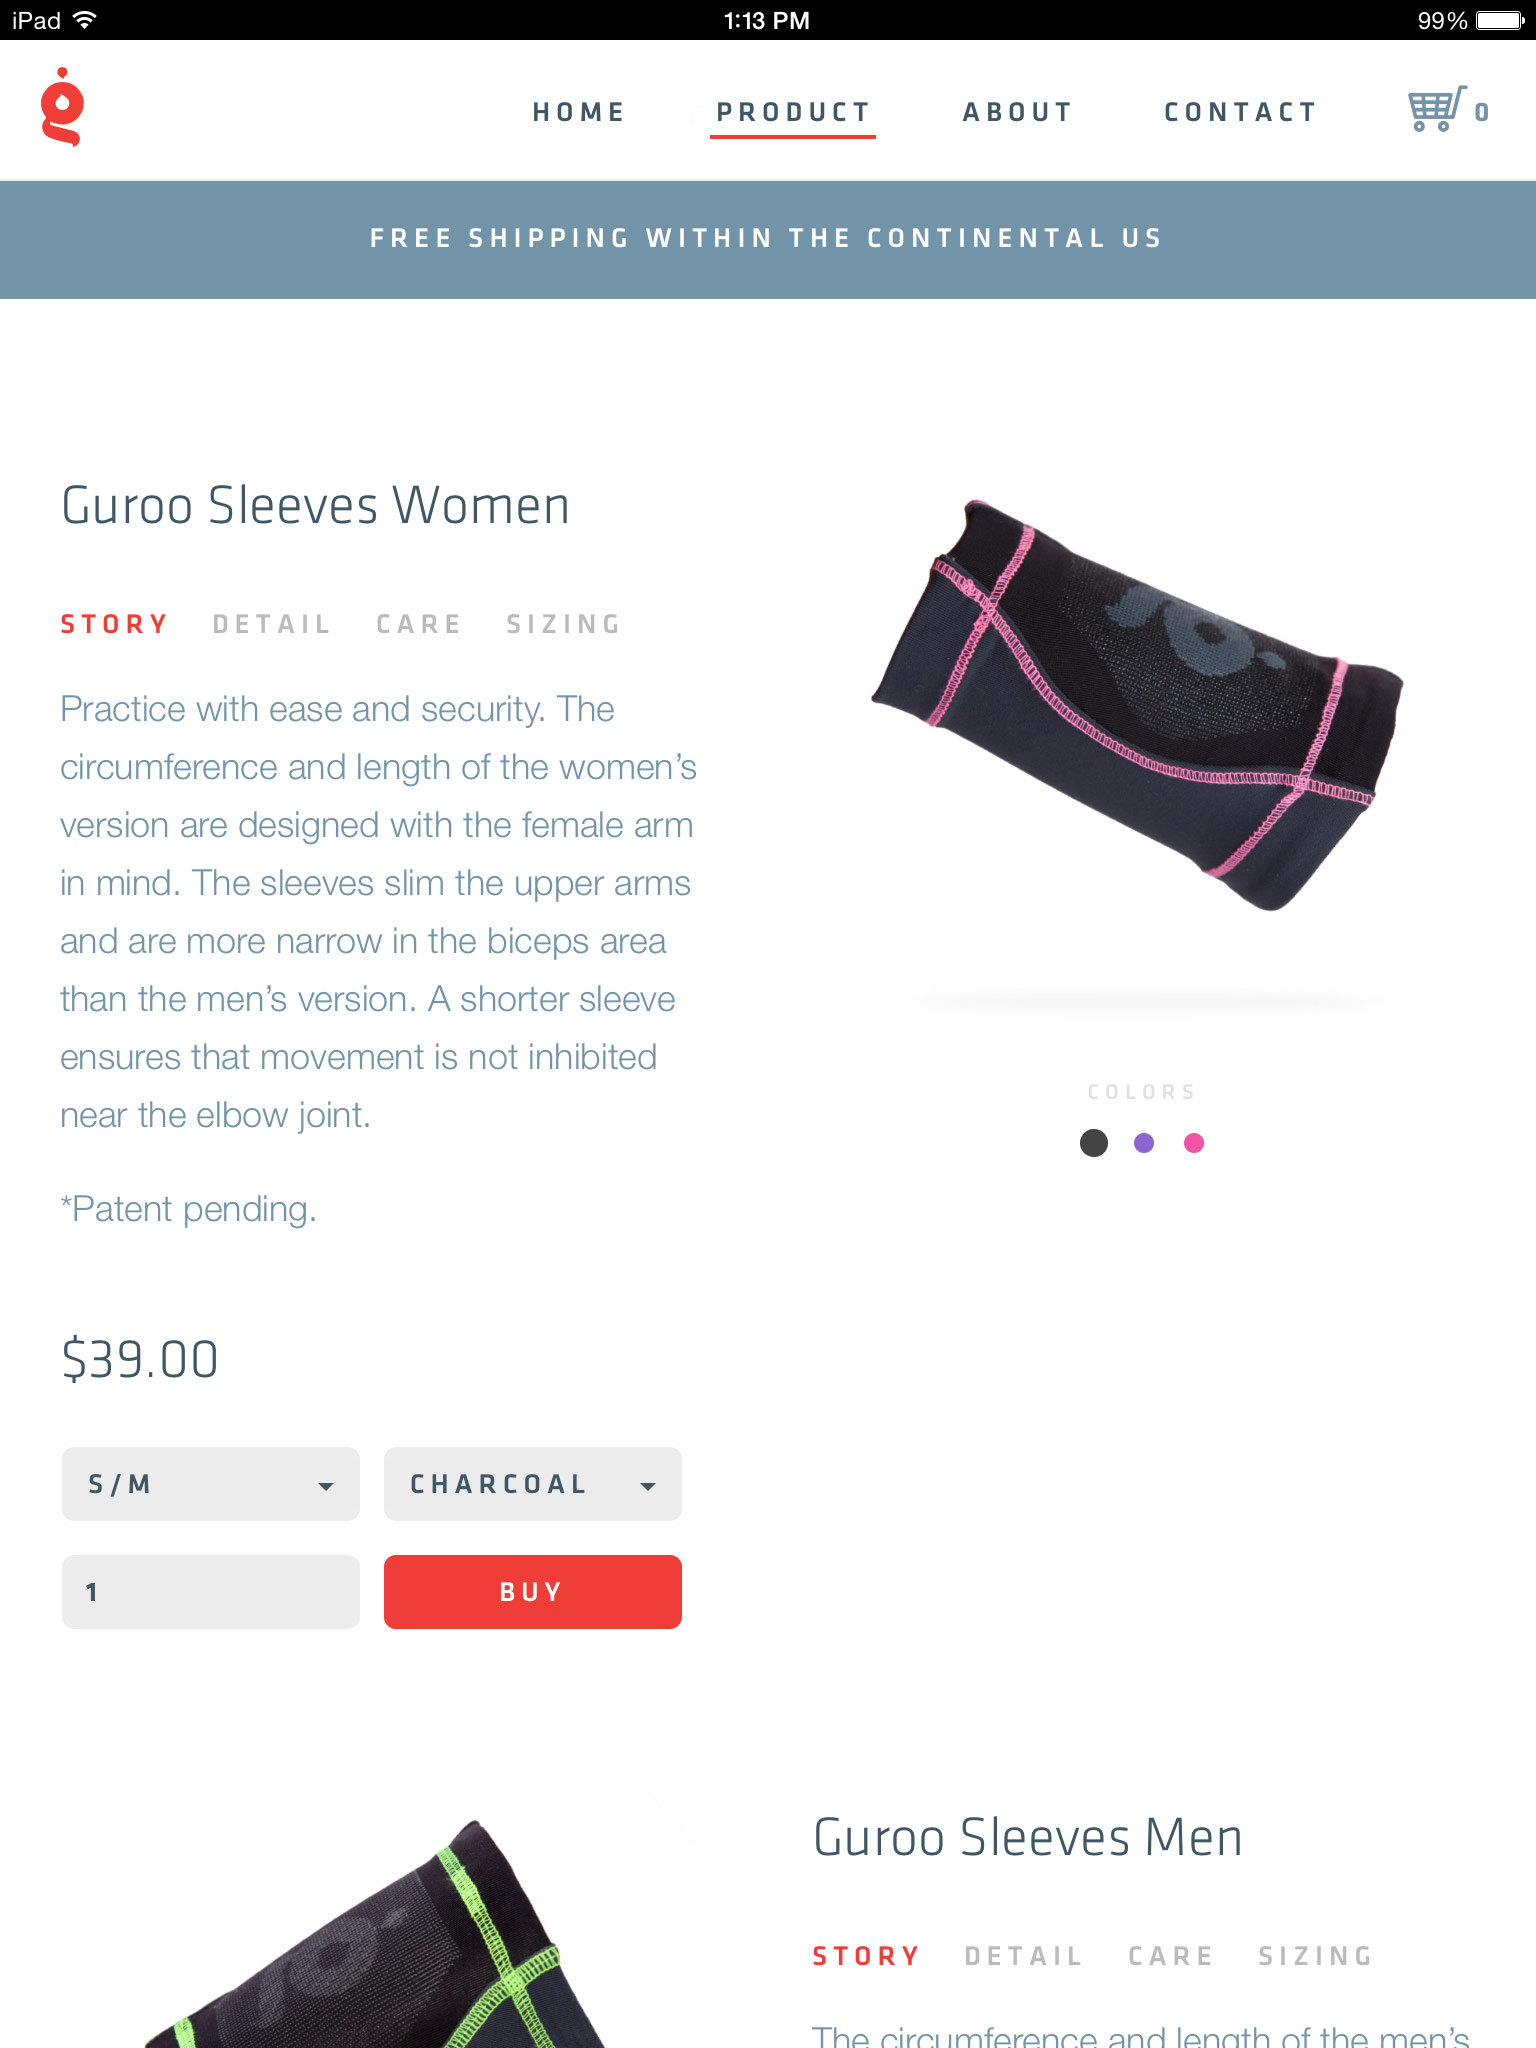 iPad 1:13 PM 99%
HOME PRODUCT ABOUT CONTACT 0
FREE SHIPPING WITHIN THE CONTINENTAL US
Guroo Sleeves Women
STORY DETAIL CARE SIZING
Practice with ease and security. The
circumference and length of the women’s
version are designed with the female arm
in mind. The sleeves slim the upper arms
and are more narrow in the biceps area
than the men’s version. A shorter sleeve
ensures that movement is not inhibited
near the elbow joint.
*Patent pending.
COLORS
$39.00
S/M CHARCOAL
1 BUY
Guroo Sleeves Men
STORY DETAIL CARE SIZING
The circumference and length of the men’s